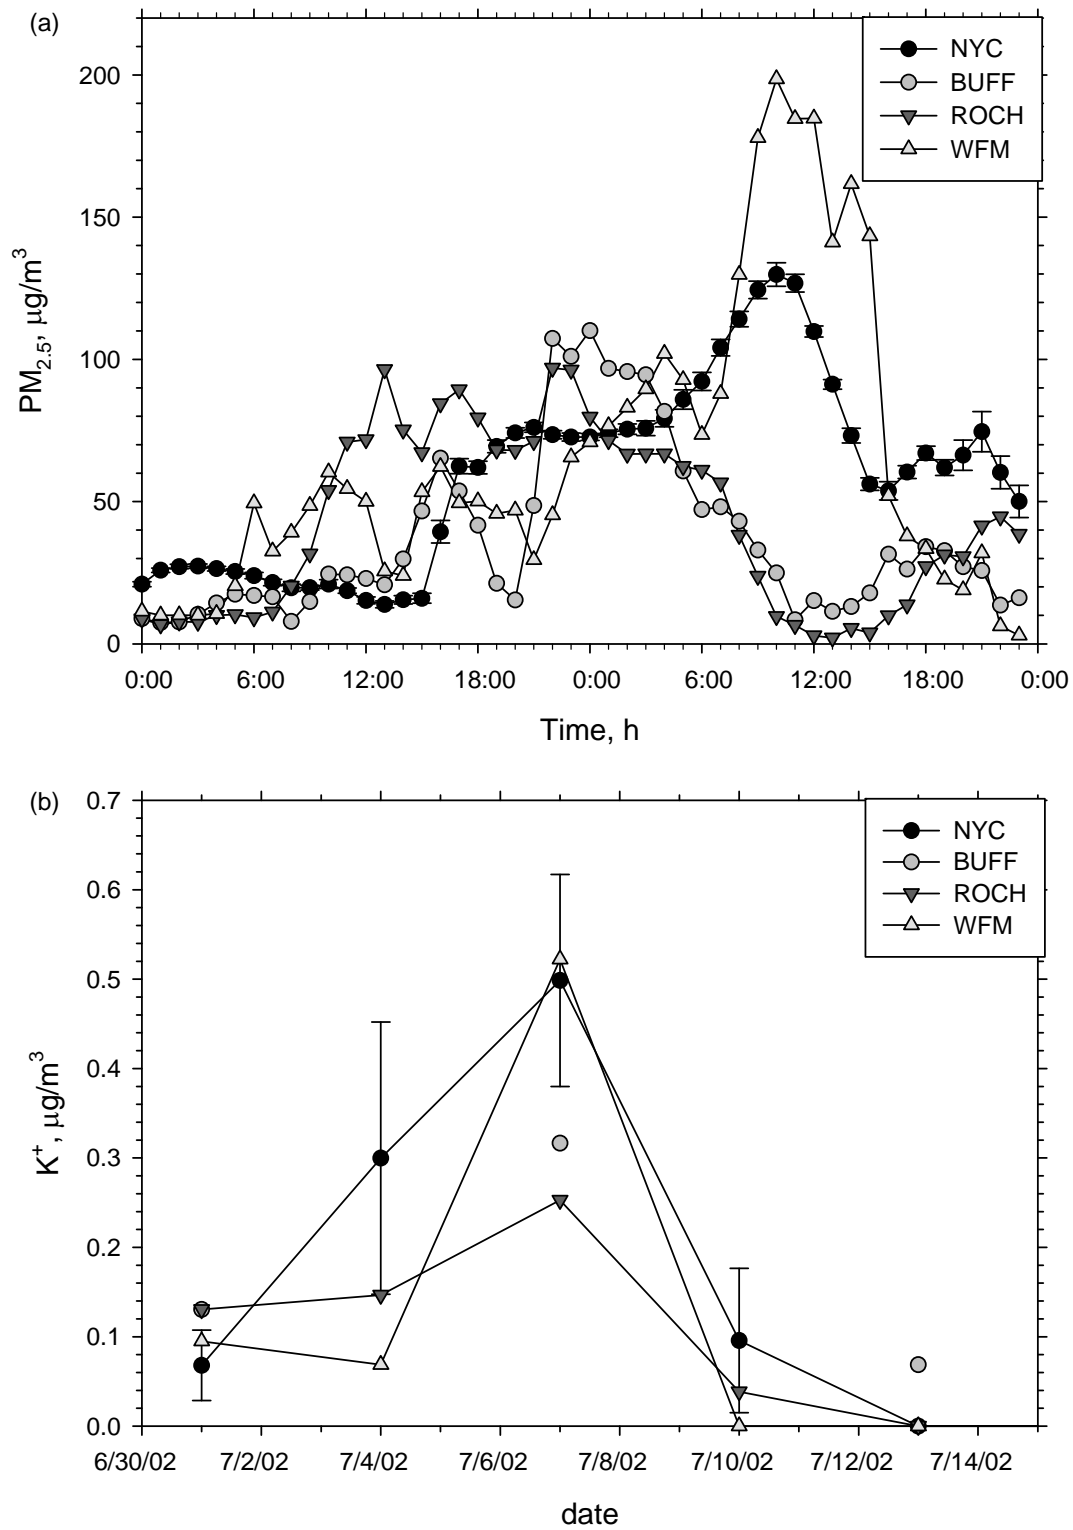 (a)
NYC
BUFF
ROCH
WFM
200
150
100
50
0
PM2.5, μg/m3
0:00 6:00 12:00 18:00 0:00 6:00 12:00 18:00 0:00
Time, h
(b)
NYC
BUFF
ROCH
WFM
0.7
0.6
0.5
0.4
0.3
0.2
0.1
0.0
K+, μg/m3
6/30/02 7/2/02 7/4/02 7/6/02 7/8/02 7/10/02 7/12/02 7/14/02
date